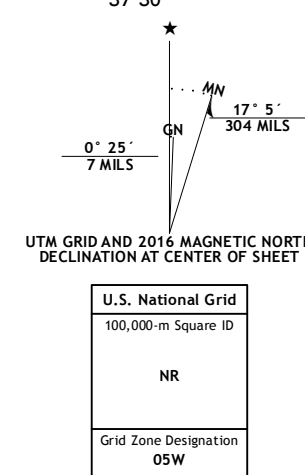 MN
GN
17° 5´
304 MILS
0° 25´
7 MILS
UTM GRID AND 2016 MAGNETIC NORTH
DECLINATION AT CENTER OF SHEET
U.S. National Grid
100,000-m Square ID
NR
Grid Zone Designation
05W